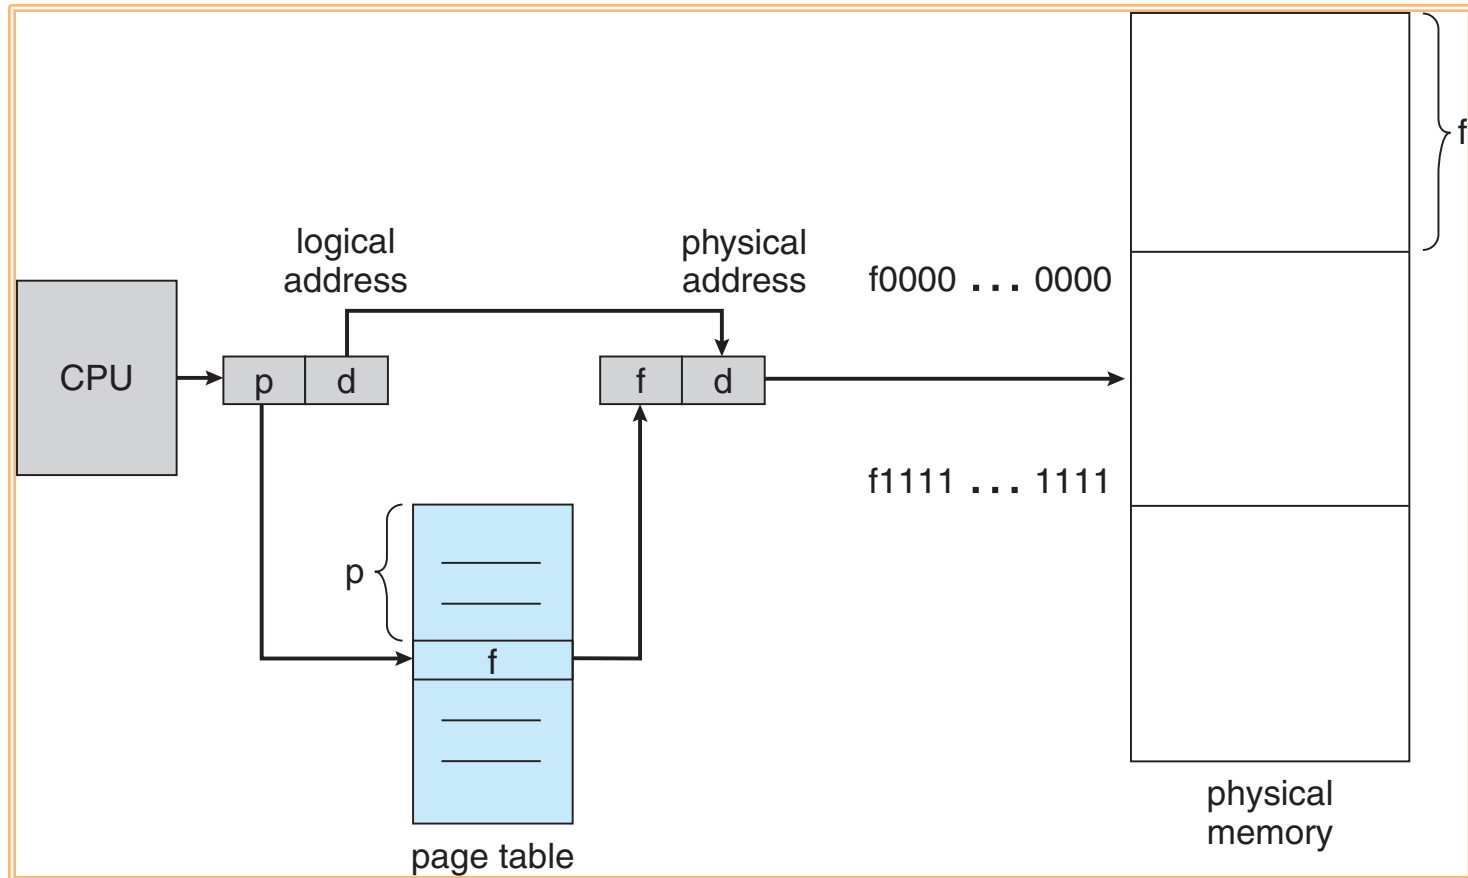 f
logical
address
physical
address
f0000 ... 0000
CPU
p d
f d
f1111 ... 1111
p
f
physical
memory
page table